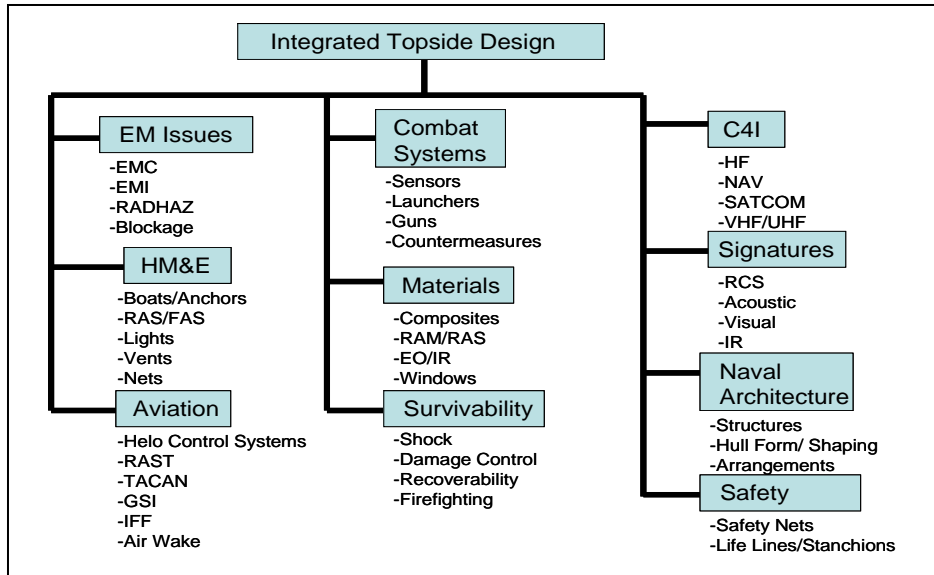 Integrated Topside Design
EM Issues
-EMC
-EMI
-RADHAZ
-Blockage
HM&E
-Boats/Anchors
-RAS/FAS
-Lights
-Vents
-Nets
Aviation
-Helo Control Systems
-RAST
-TACAN
-GSI
-IFF
-Air Wake
Combat
Systems
-Sensors
-Launchers
-Guns
-Countermeasures
Materials
-Composites
-RAM/RAS
-EO/IR
-Windows
Survivability
-Shock
-Damage Control
-Recoverability
-Firefighting
C4I
-HF
-NAV
-SATCOM
-VHF/UHF
Signatures
-RCS
-Acoustic
-Visual
-IR
Naval
Architecture
-Structures
-Hull Form/ Shaping
-Arrangements
Safety
-Safety Nets
-Life Lines/Stanchions